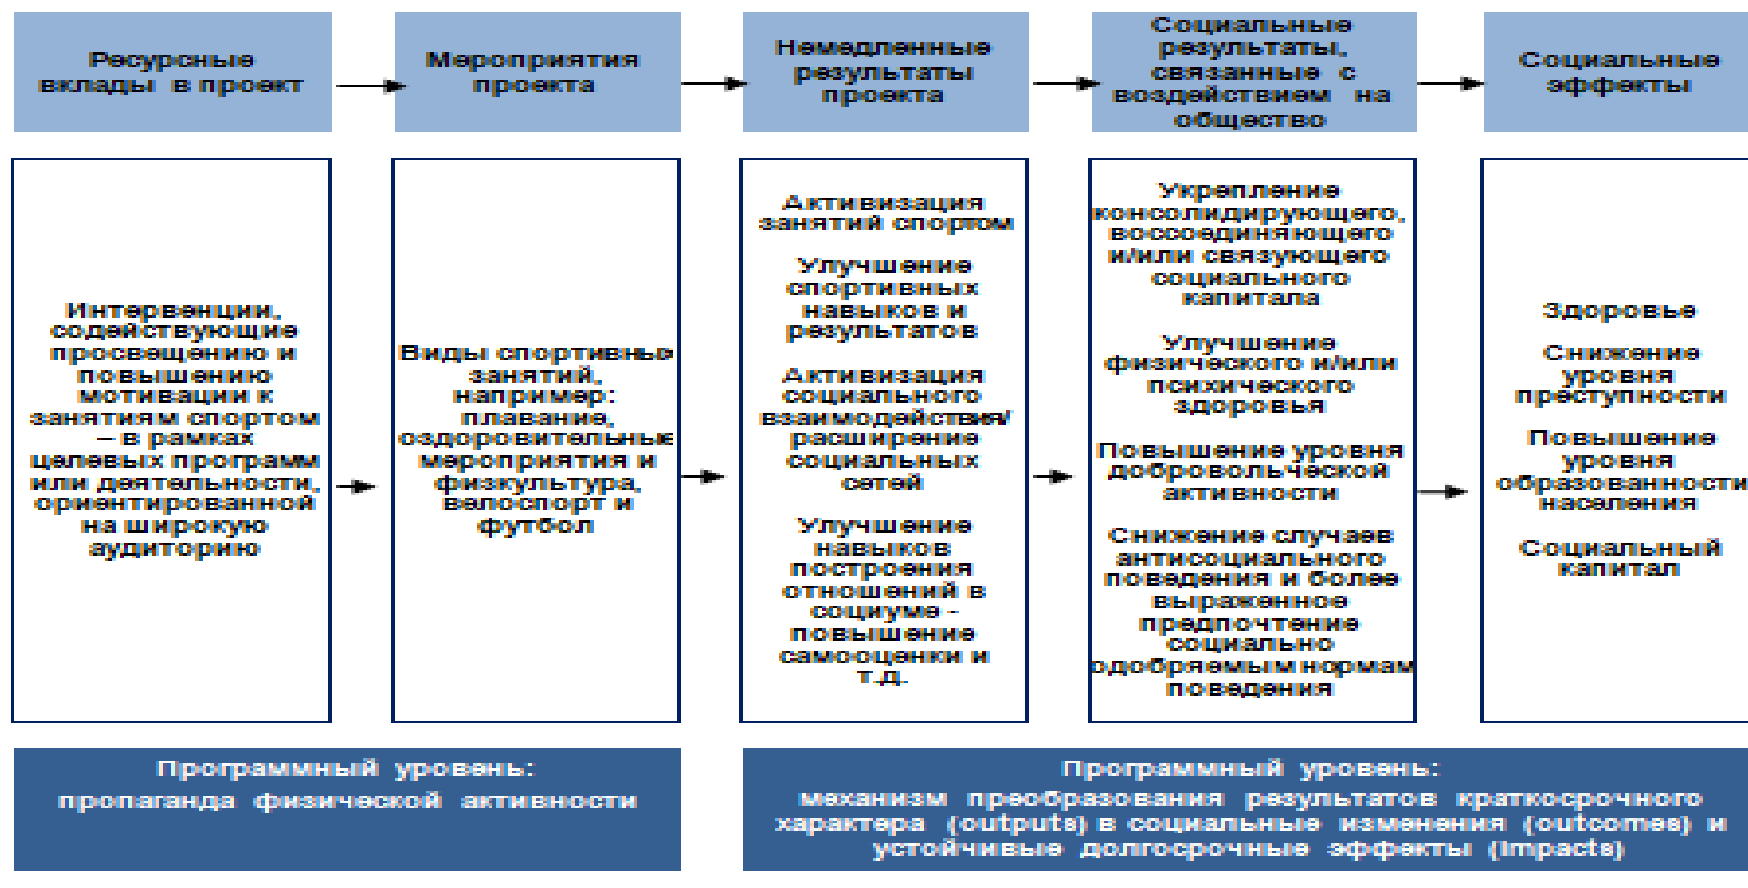 Ресурсные
вклады в проект
Мероприятия
проекта
Немедленные
результаты
проекта
Социальные
результаты,
связанные с
воздействием на
общество
Социальные
эффекты
Интервенции,
содействующие
просвещению и
повышению
мотивации к
занятиям спортом
– в рамках
целевых программ
или деятельности,
ориентированной
на широкую
аудиторию
Виды спортивных
занятий,
например:
плавание,
оздоровительные
мероприятия и
физкультура,
велоспорт и
футбол
Активизация
занятий спортом
Улучшение
спортивных
навыков и
результатов
Активизация
социального
взаимодействия/
расширение
социальных
сетей
Улучшение
навыков
построения
отношений в
социуме -
повышение
самооценки и
т.д.
Укрепление
консолидирующего,
воссоединяющего
и/или связующего
социального
капитала
Улучшение
физического и/или
психического
здоровья
Повышение уровня
добровольческой
активности
Снижение случаев
антисоциального
поведения и более
выраженное
предпочтение
социально
одобряемым нормам
поведения
Здоровье
Снижение
уровня
преступности
Повышение
уровня
образованности
населения
Социальный
капитал
Программный уровень:
пропаганда физической активности
Программный уровень:
механизм преобразования результатов краткосрочного
характера (outputs) в социальные изменения (outcomes) и
устойчивые долгосрочные эффекты (impacts)